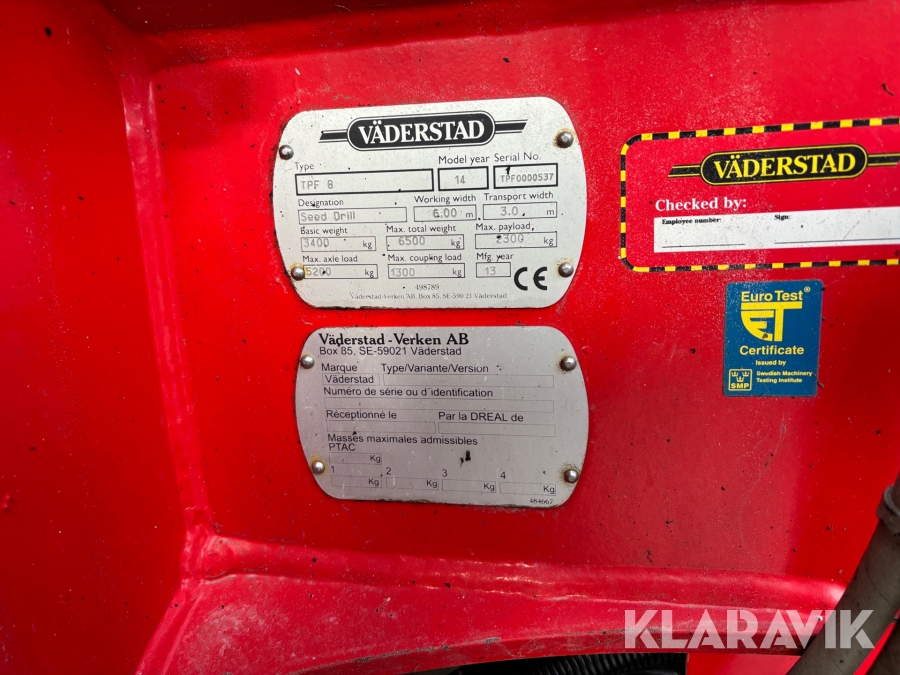 VÄDERSTAD
Type Model year Serial No.
TPF 8 14 TPF0000537
Designation Working width Transport width
Seed Drill 6.00 m 3.0 m
Basic weight Max. total weight Max. payload
3400 kg 6500 kg 2300 kg
Max. axle load Max. coupling load Mfg. year
5200 kg 1300 kg 13 CE
498789
Väderstad-Verken AB, Box 85, SE-590 21 Väderstad
Väderstad - Verken AB
Box 85, SE-59021 Väderstad
Marque Type/Variante/Version
Väderstad
Numéro de série ou d'identification
Réceptionné le Par la DREAL de
Masses maximales admissibles
PTAC
Kg
1 2 3 4
Kg Kg Kg Kg
484667
VÄDERSTAD
Checked by:
Employee number: Sign:
Euro Test®
ET
Certificate
Issued by
SMP Swedish Machinery
Testing Institute
KLARAVIK